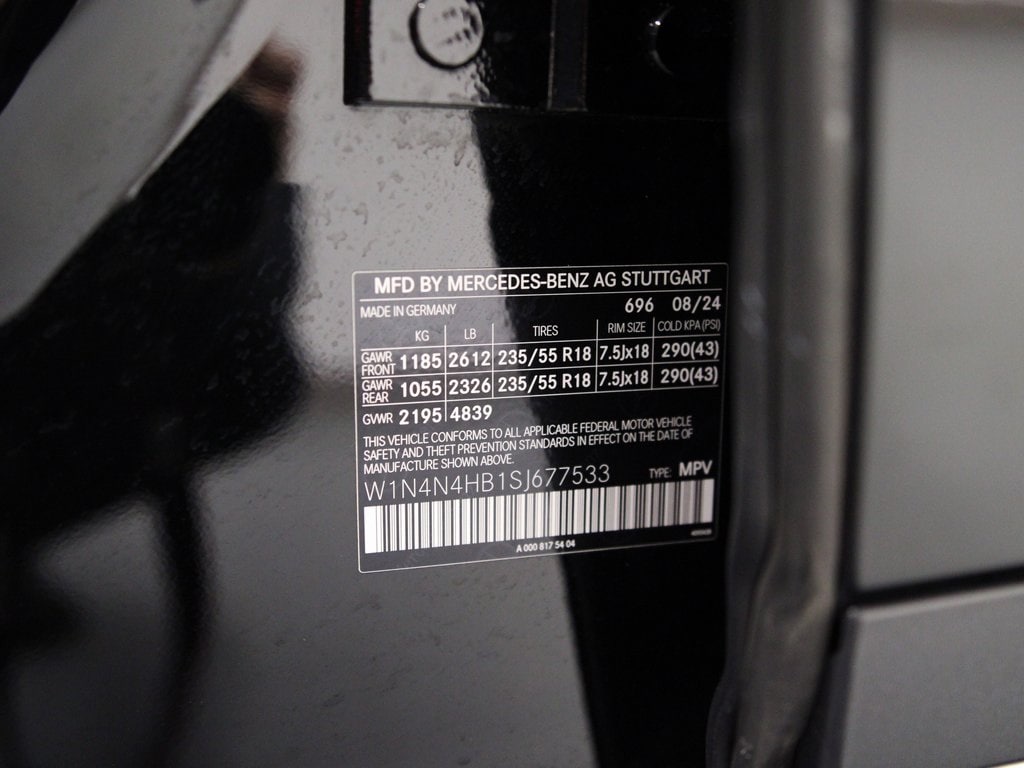 MFD BY MERCEDES-BENZ AG STUTTGART
MADE IN GERMANY 696 08/24
KG LB TIRES RIM SIZE COLD KPA (PSI)
GAWR FRONT 1185 2612 235/55 R18 7.5Jx18 290(43)
GAWR REAR 1055 2326 235/55 R18 7.5Jx18 290(43)
GVWR 2195 4839
THIS VEHICLE CONFORMS TO ALL APPLICABLE FEDERAL MOTOR VEHICLE
SAFETY AND THEFT PREVENTION STANDARDS IN EFFECT ON THE DATE OF
MANUFACTURE SHOWN ABOVE.
W1N4N4HB1SJ677533 TYPE: MPV
A 000 817 54 04